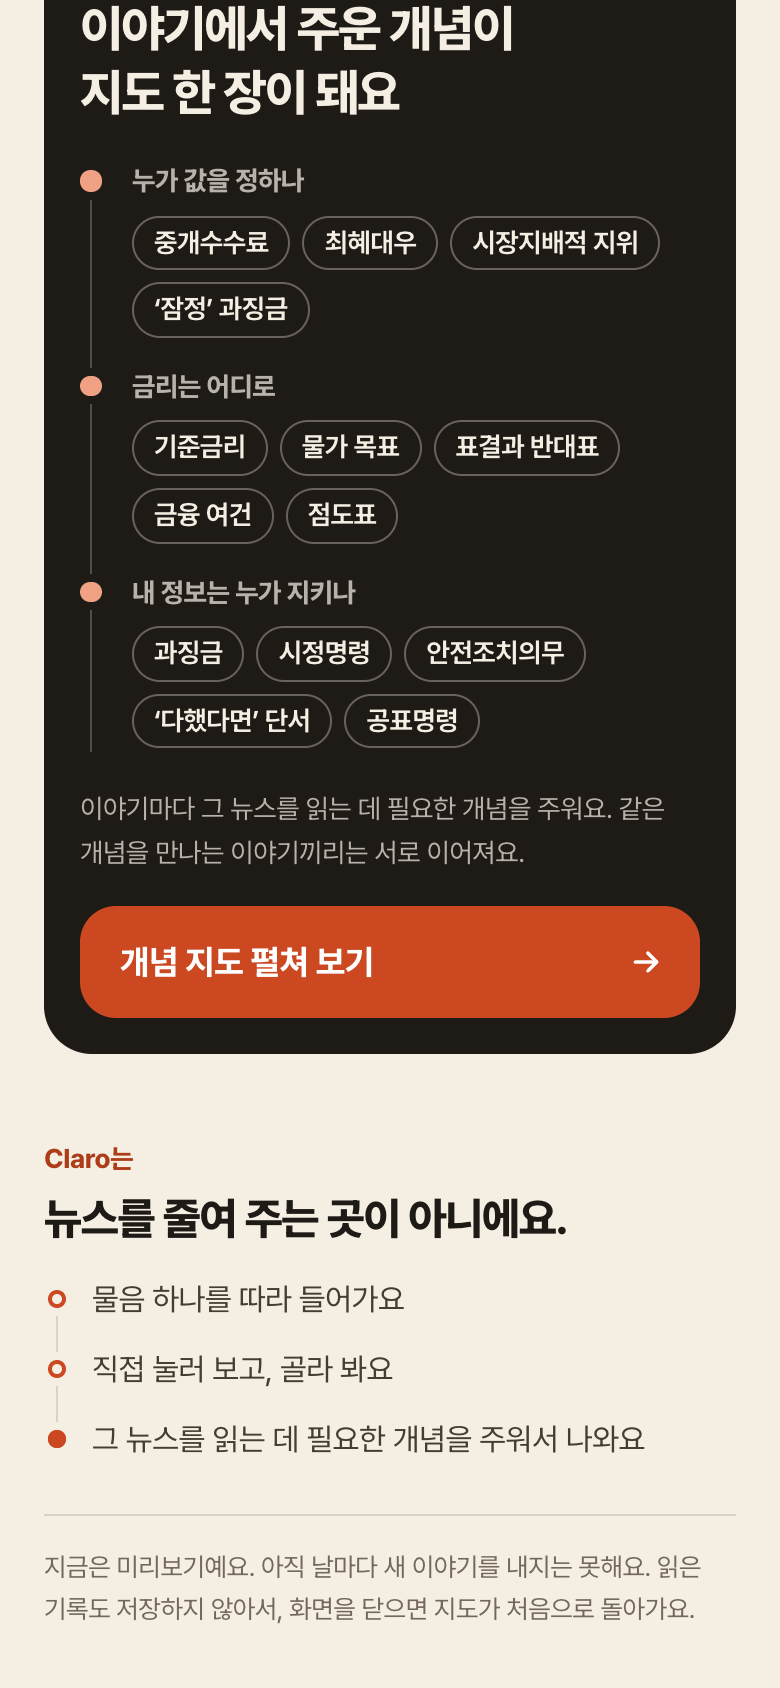 이야기에서 주운 개념이
지도 한 장이 돼요
누가 값을 정하나
중개수수료 최혜대우 시장지배적 지위
‘잠정’ 과징금
금리는 어디로
기준금리 물가 목표 표결과 반대표
금융 여건 점도표
내 정보는 누가 지키나
과징금 시정명령 안전조치의무
‘다했다면’ 단서 공표명령
이야기마다 그 뉴스를 읽는 데 필요한 개념을 주워요. 같은
개념을 만나는 이야기끼리는 서로 이어져요.
개념 지도 펼쳐 보기 →
Claro는
뉴스를 줄여 주는 곳이 아니에요.
물음 하나를 따라 들어가요
직접 눌러 보고, 골라 봐요
그 뉴스를 읽는 데 필요한 개념을 주워서 나와요
지금은 미리보기예요. 아직 날마다 새 이야기를 내지는 못해요. 읽은
기록도 저장하지 않아서, 화면을 닫으면 지도가 처음으로 돌아가요.